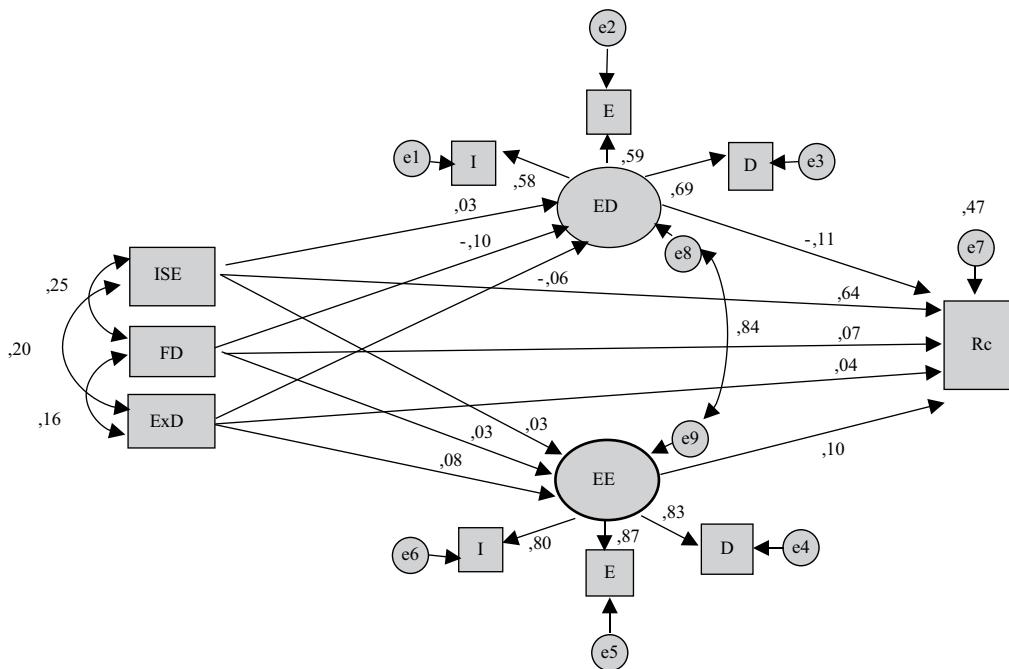 e2
E
e1
I
,59
D
e3
,58
,69
,03
ED
,47
-,10
e8
-,11
e7
ISE
-,06
,25
,64
,84
,07
Rc
,20
FD
,04
ExD
,16
,03
,03
e9
,08
EE
,10
,83
e6
I
,80
,87
D
e4
E
e5